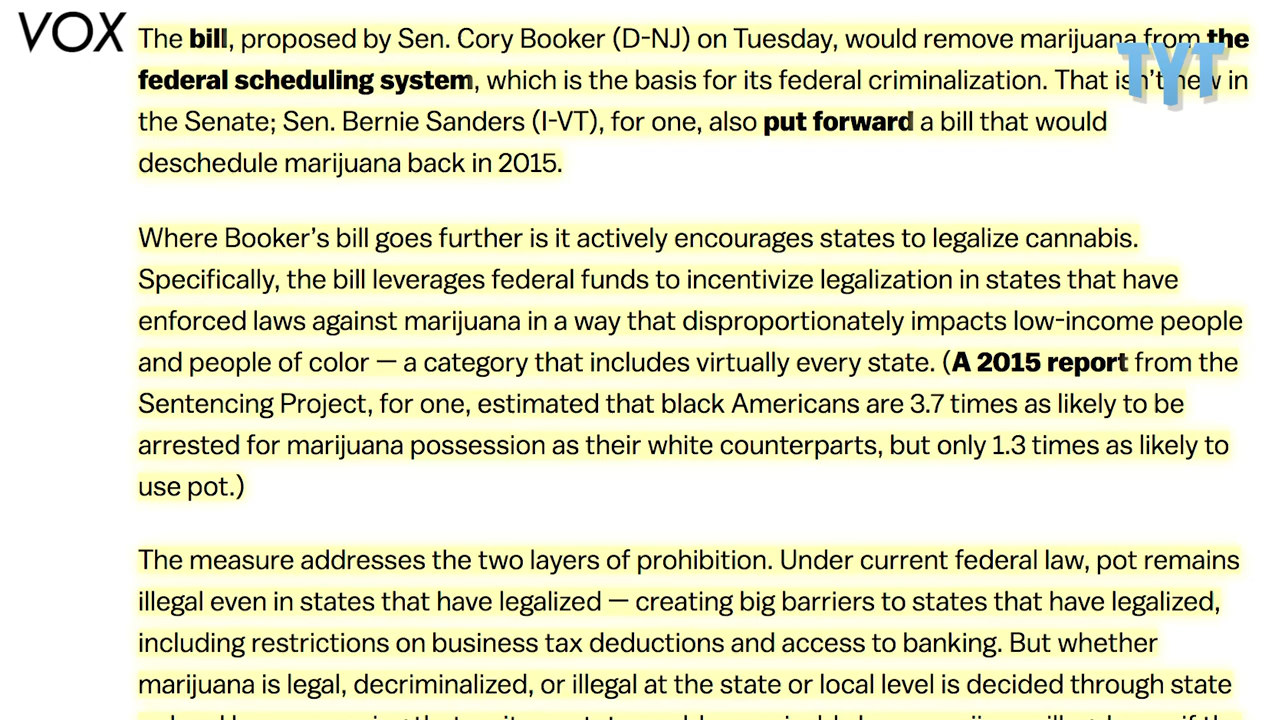 VOX
The bill, proposed by Sen. Cory Booker (D-NJ) on Tuesday, would remove marijuana from the
TYT
federal scheduling system, which is the basis for its federal criminalization. That isn't new in
the Senate; Sen. Bernie Sanders (I-VT), for one, also put forward a bill that would
deschedule marijuana back in 2015.
Where Booker's bill goes further is it actively encourages states to legalize cannabis.
Specifically, the bill leverages federal funds to incentivize legalization in states that have
enforced laws against marijuana in a way that disproportionately impacts low-income people
and people of color — a category that includes virtually every state. (A 2015 report from the
Sentencing Project, for one, estimated that black Americans are 3.7 times as likely to be
arrested for marijuana possession as their white counterparts, but only 1.3 times as likely to
use pot.)
The measure addresses the two layers of prohibition. Under current federal law, pot remains
illegal even in states that have legalized — creating big barriers to states that have legalized,
including restrictions on business tax deductions and access to banking. But whether
marijuana is legal, decriminalized, or illegal at the state or local level is decided through state